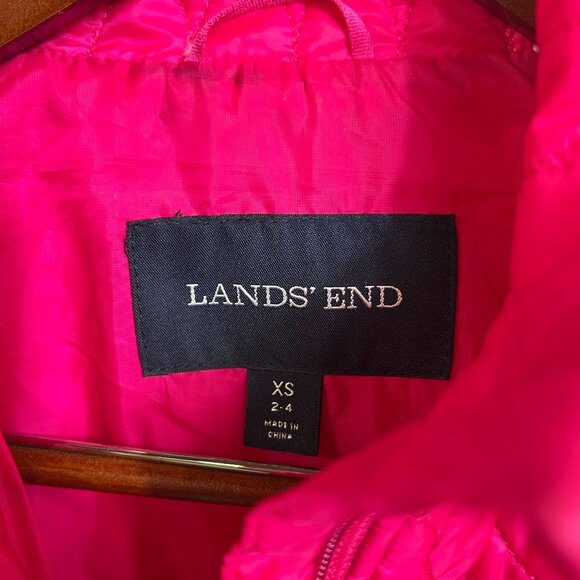 LANDS' END
XS
2-4
MADE IN
CHINA